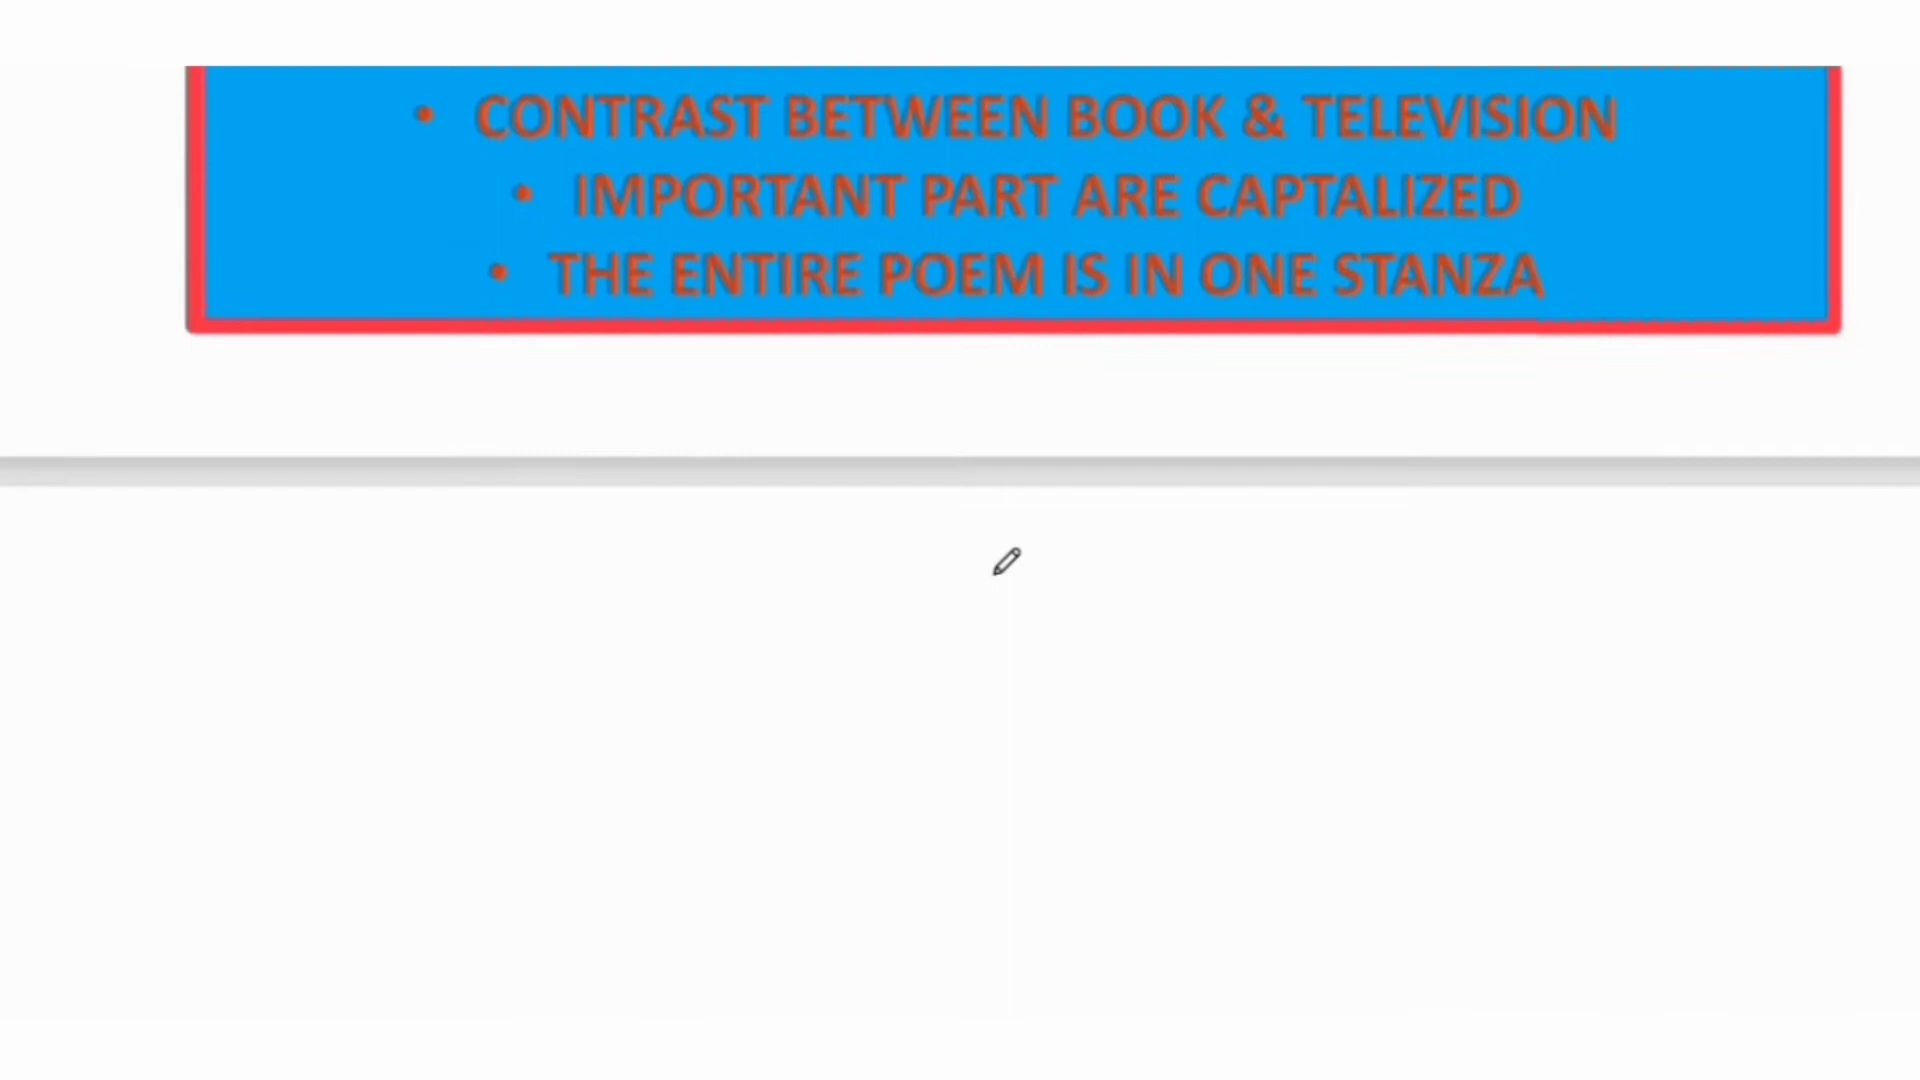 • CONTRAST BETWEEN BOOK & TELEVISION
• IMPORTANT PART ARE CAPTALIZED
• THE ENTIRE POEM IS IN ONE STANZA